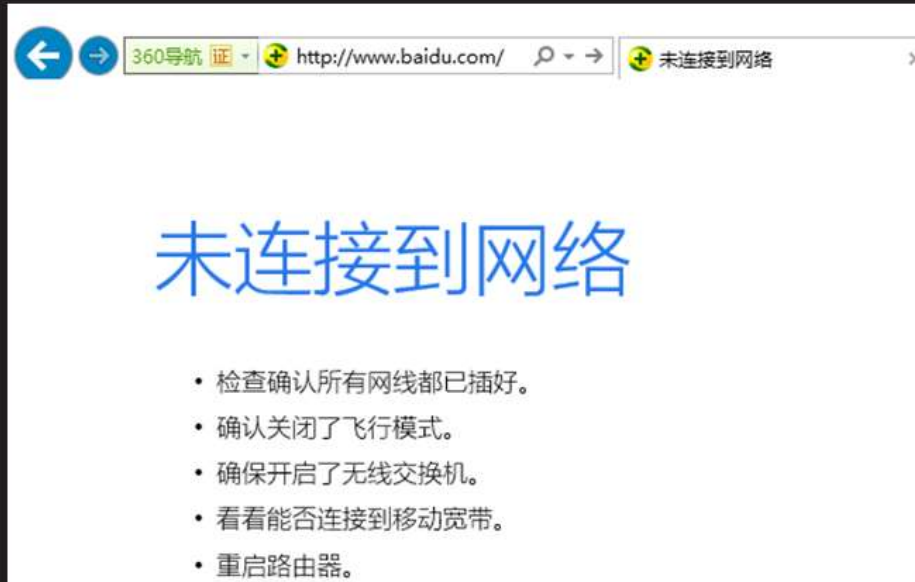 360导航 证 http://www.baidu.com/ 未连接到网络
未连接到网络
• 检查确认所有网线都已插好。
• 确认关闭了飞行模式。
• 确保开启了无线交换机。
• 看看能否连接到移动宽带。
• 重启路由器。